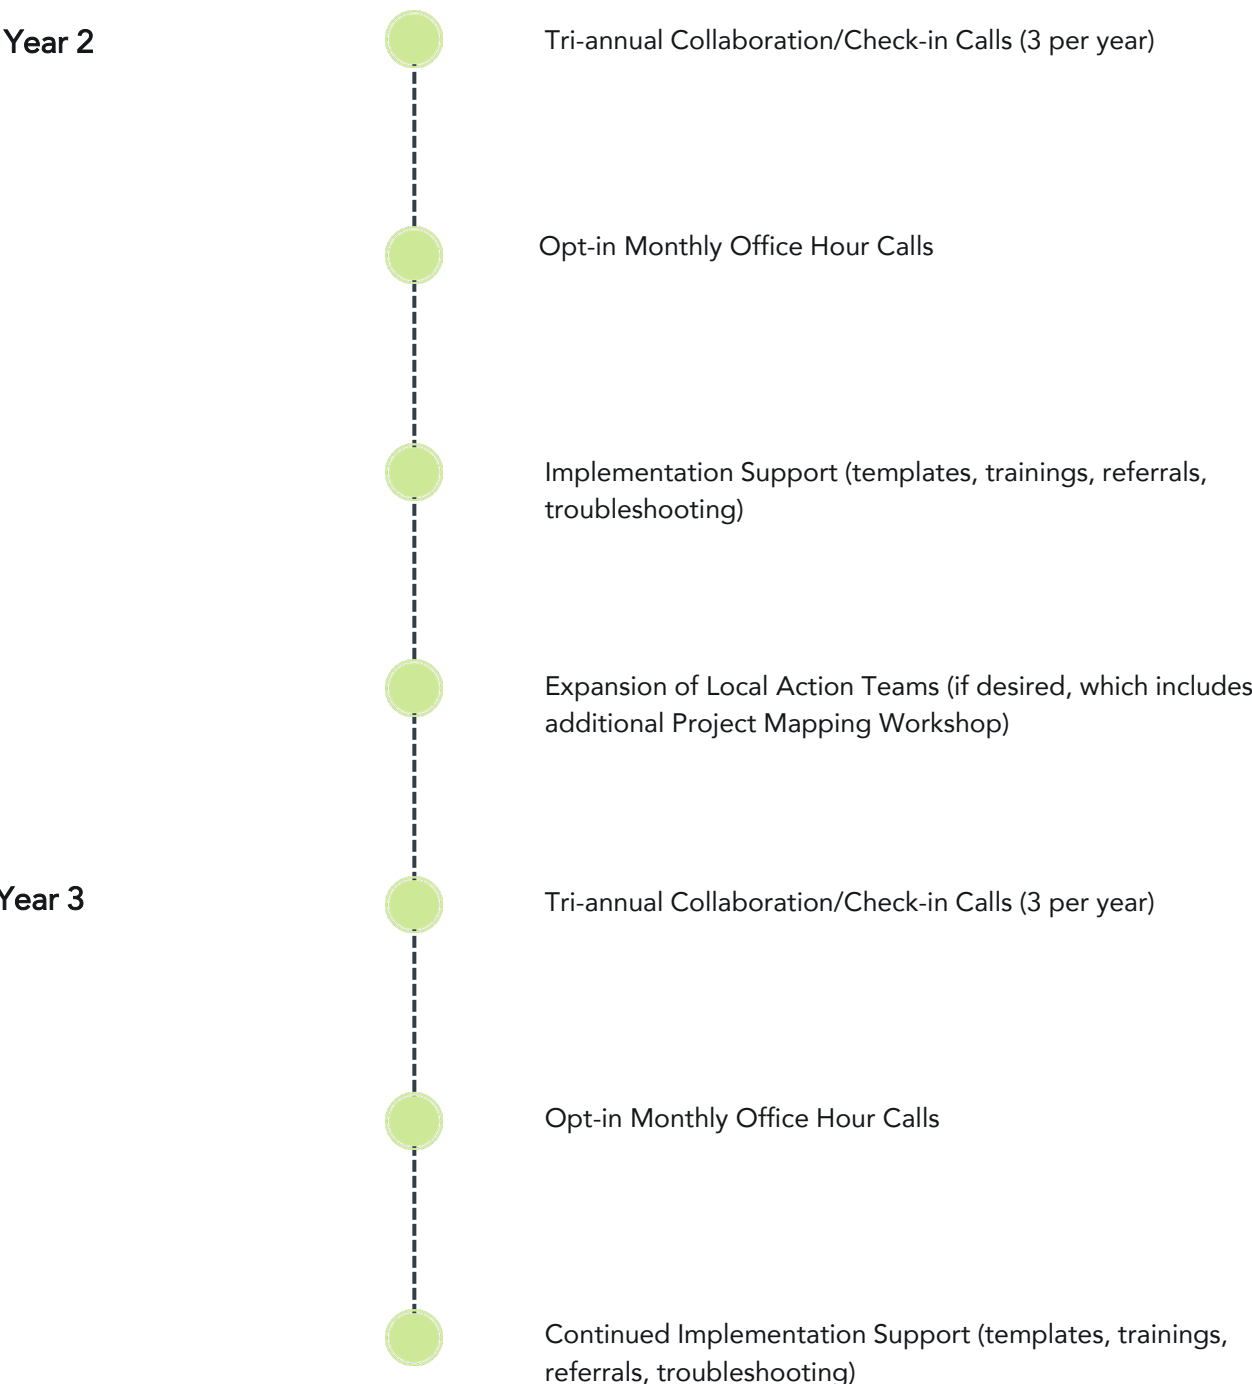 Year 2
Tri-annual Collaboration/Check-in Calls (3 per year)
Opt-in Monthly Office Hour Calls
Implementation Support (templates, trainings, referrals,
troubleshooting)
Expansion of Local Action Teams (if desired, which includes
additional Project Mapping Workshop)
Year 3
Tri-annual Collaboration/Check-in Calls (3 per year)
Opt-in Monthly Office Hour Calls
Continued Implementation Support (templates, trainings,
referrals, troubleshooting)